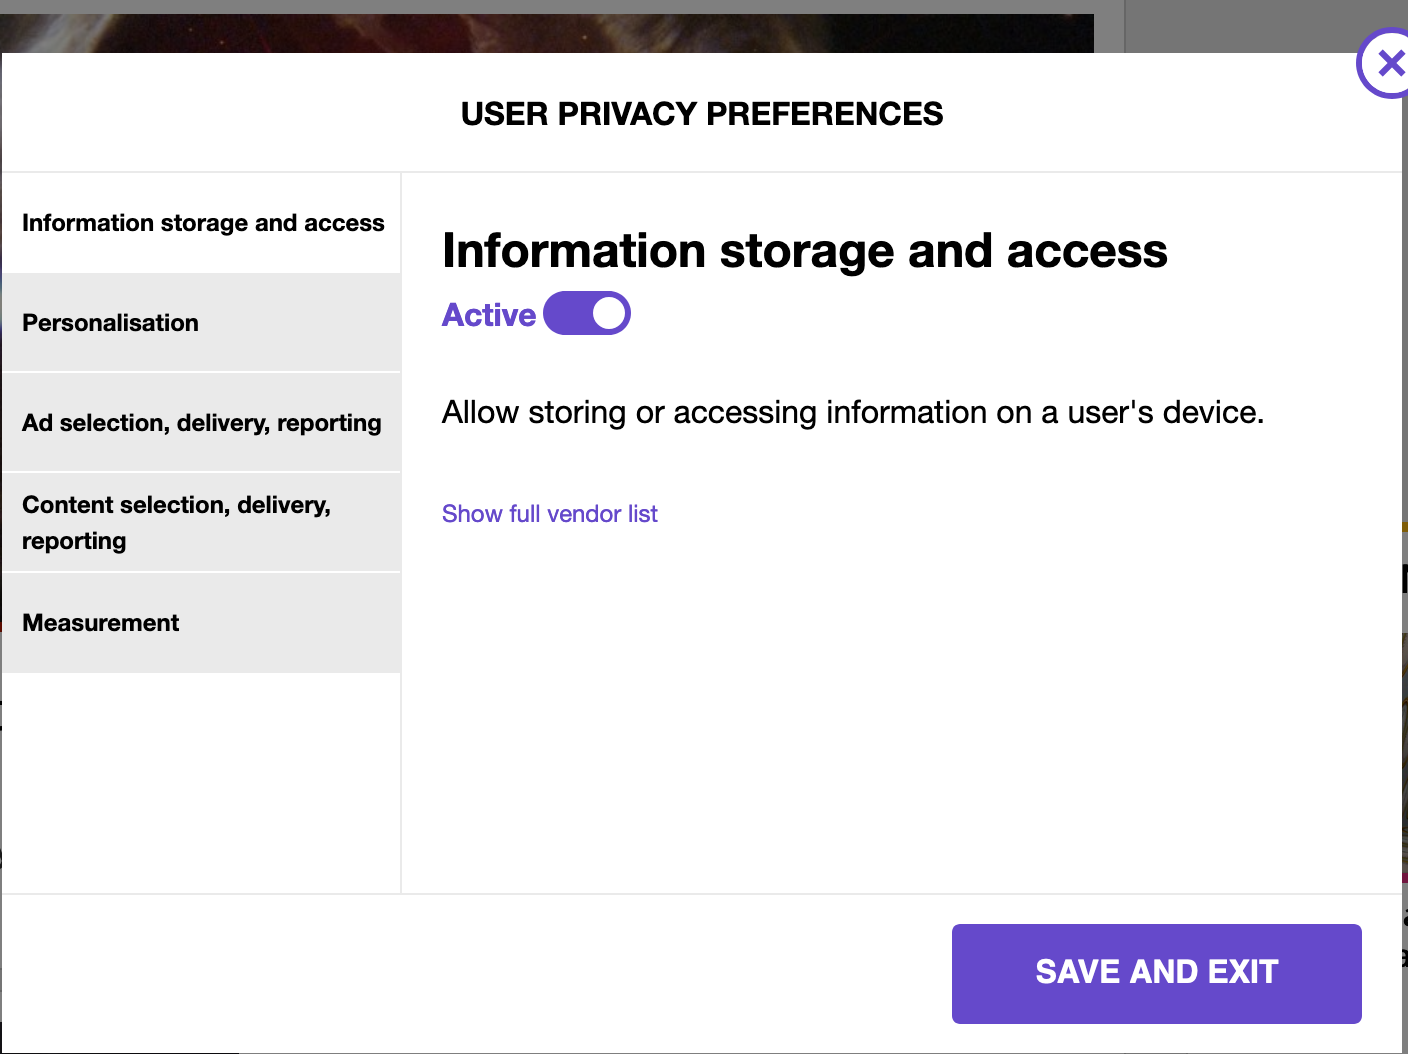 USER PRIVACY PREFERENCES
Information storage and access
Personalisation
Ad selection, delivery, reporting
Content selection, delivery,
reporting
Measurement
Information storage and access
Active
Allow storing or accessing information on a user's device.
Show full vendor list
SAVE AND EXIT